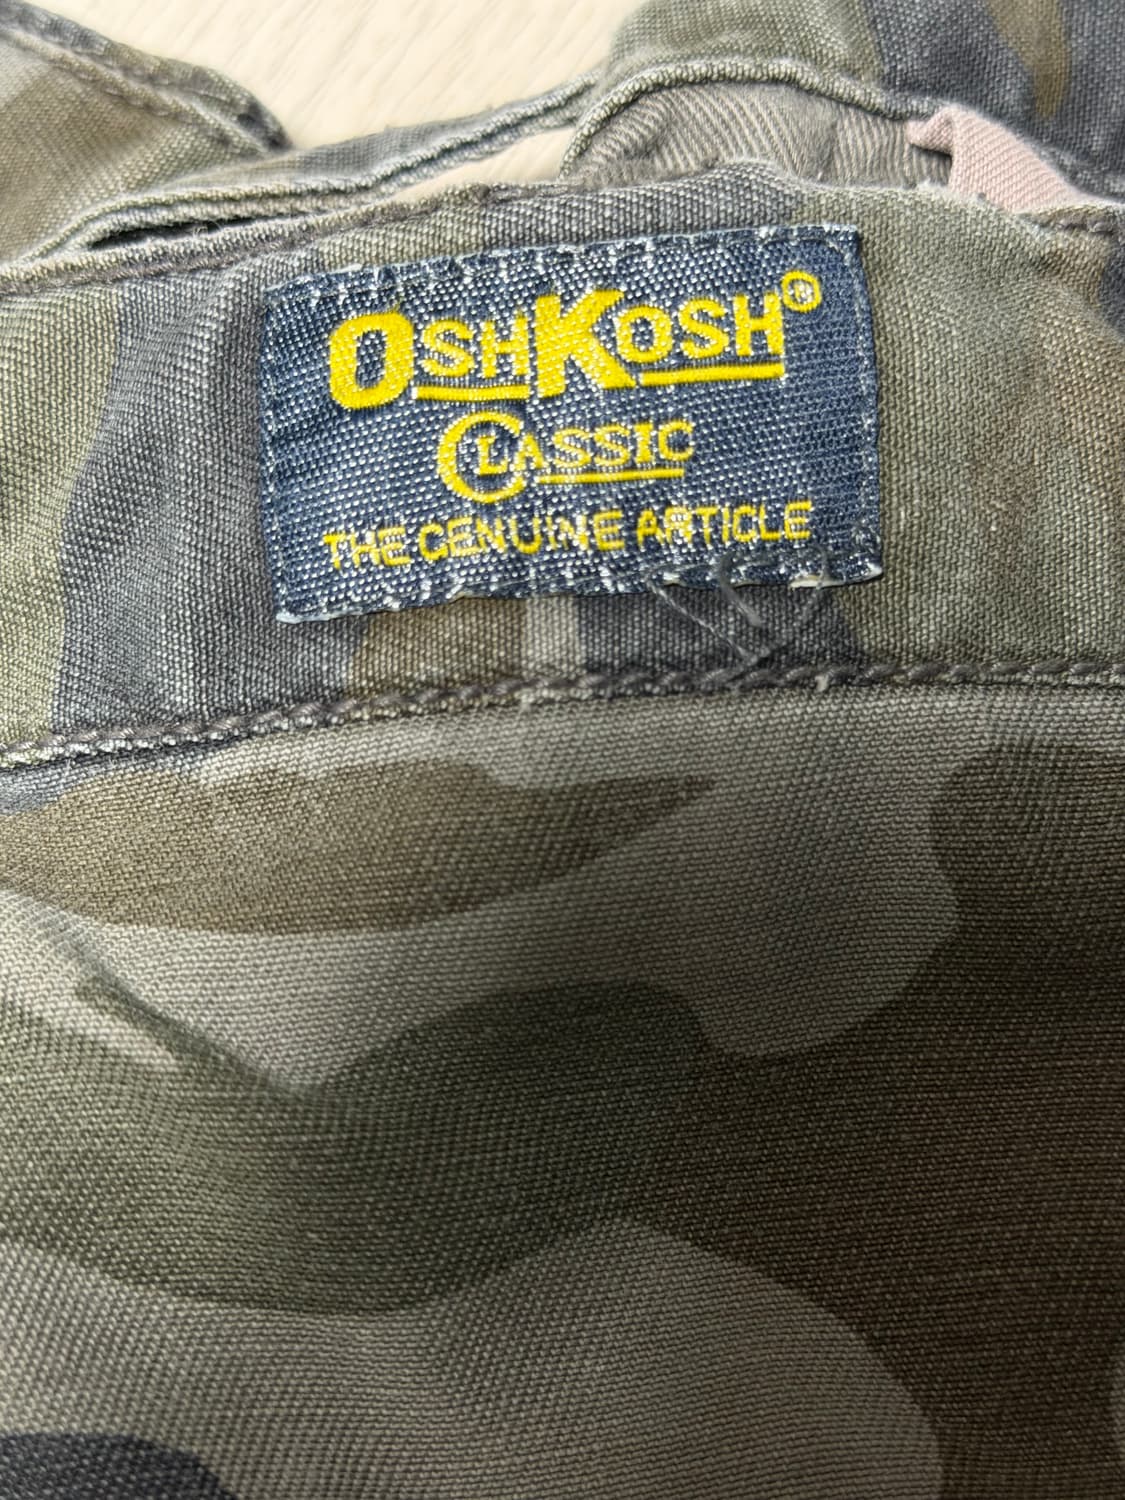 OSHKOSH®
CLASSIC
THE GENUINE ARTICLE